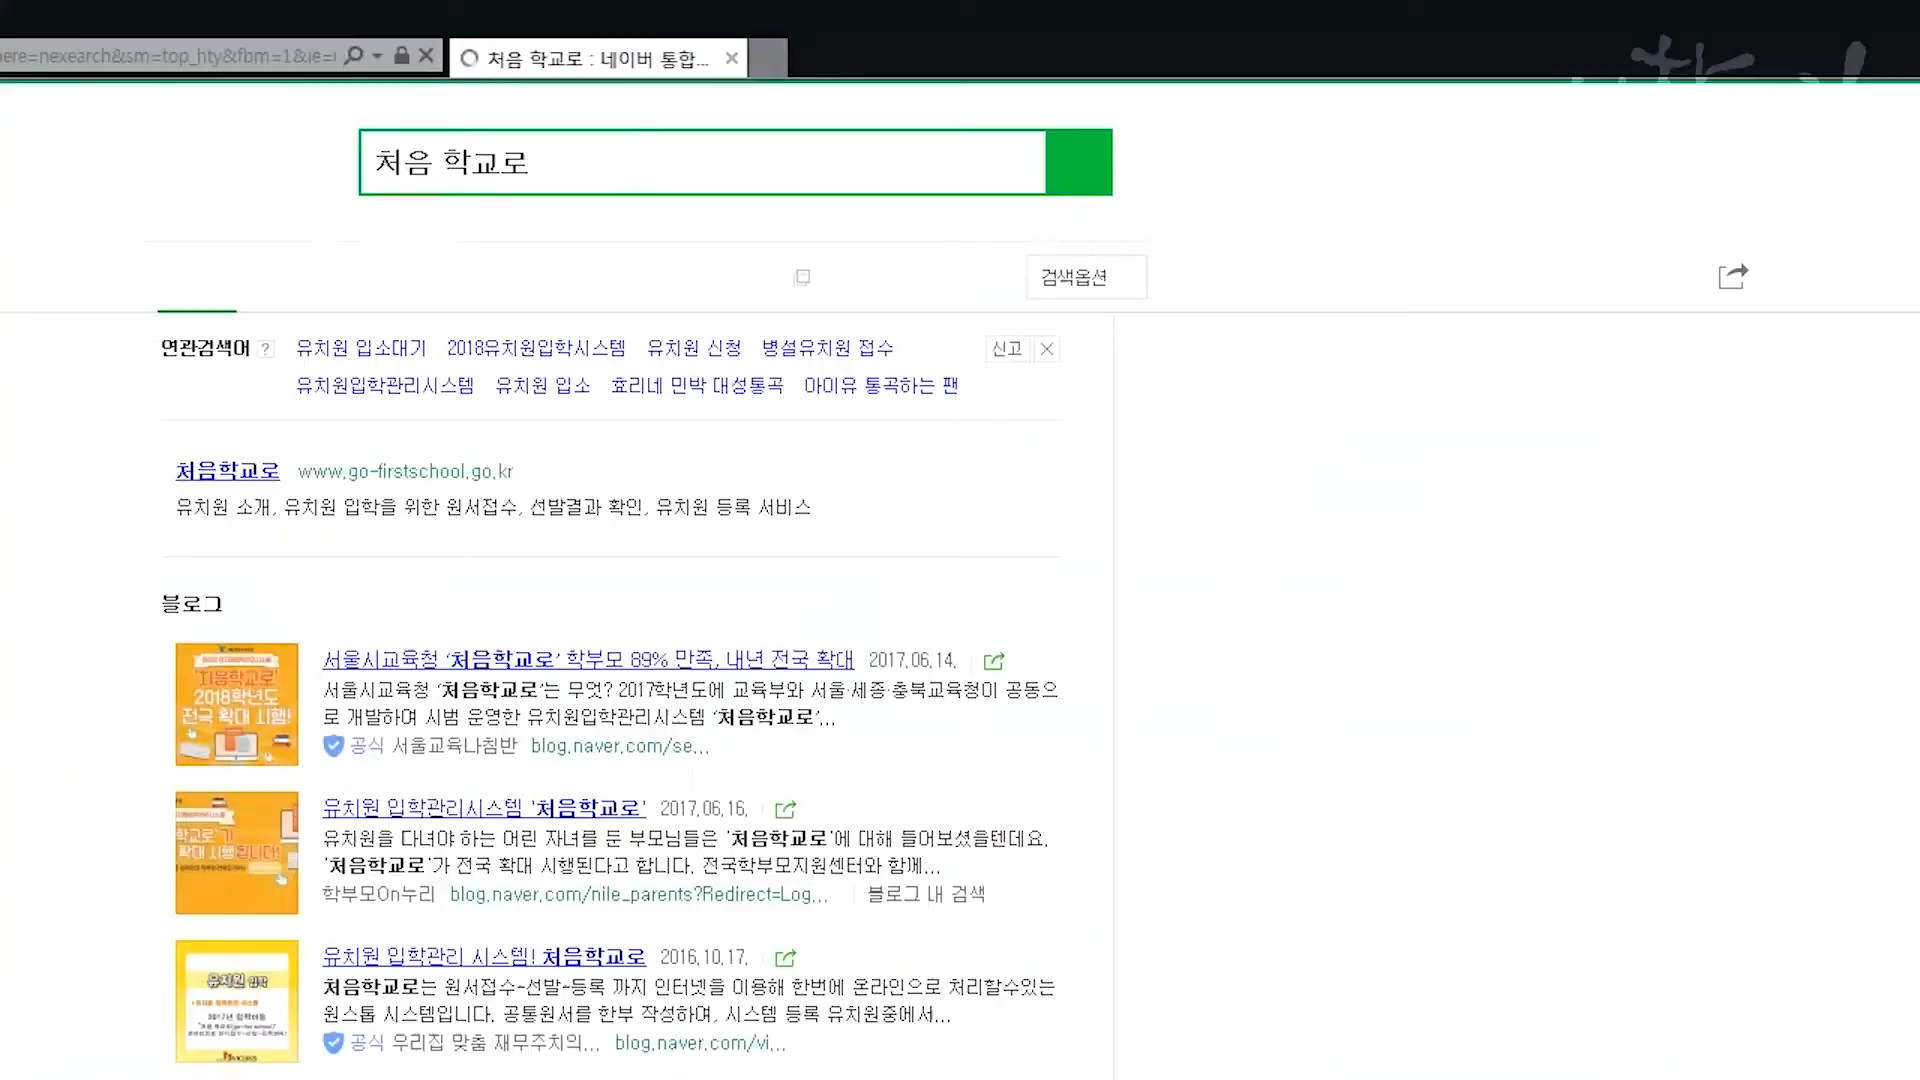 ere=nexearch&sm=top_hty&fbm=1&ie=
처음 학교로 : 네이버 통합...
처음 학교로
검색옵션
연관검색어 ? 유치원 입소대기 2018유치원입학시스템 유치원 신청 병설유치원 접수 신고
유치원입학관리시스템 유치원 입소 효리네 민박 대성통곡 아이유 통곡하는 팬
처음학교로 www.go-firstschool.go.kr
유치원 소개, 유치원 입학을 위한 원서접수, 선발결과 확인, 유치원 등록 서비스
블로그
처음학교로
2018학년도
전국 확대 시행!
서울시교육청 '처음학교로' 학부모 89% 만족, 내년 전국 확대 2017.06.14.
서울시교육청 '처음학교로'는 무엇? 2017학년도에 교육부와 서울·세종·충북교육청이 공동으
로 개발하여 시범 운영한 유치원입학관리시스템 '처음학교로'...
공식 서울교육나침반 blog.naver.com/se...
학교로'가
확대 시행됩니다!
유치원 입학관리시스템 '처음학교로' 2017.06.16.
유치원을 다녀야 하는 어린 자녀를 둔 부모님들은 '처음학교로'에 대해 들어보셨을텐데요.
'처음학교로'가 전국 확대 시행된다고 합니다. 전국학부모지원센터와 함께...
학부모On누리 blog.naver.com/nile_parents?Redirect=Log... 블로그 내 검색
유치원 입학
유치원 입학관리 시스템! 처음학교로 2016.10.17.
처음학교로는 원서접수-선발-등록 까지 인터넷을 이용해 한번에 온라인으로 처리할수있는
원스톱 시스템입니다. 공통원서를 한부 작성하여, 시스템 등록 유치원중에서...
공식 우리집 맞춤 재무주치의... blog.naver.com/vi...